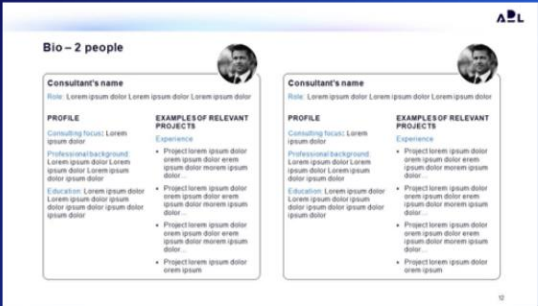 ADL
Bio – 2 people
Consultant's name
Role: Lorem ipsum dolor Lorem ipsum dolor Lorem ipsum dolor
PROFILE
Consulting focus: Lorem
ipsum dolor
Professional background:
Lorem ipsum dolor Lorem
ipsum dolor Lorem ipsum
dolor ipsum dolor
Education: Lorem ipsum dolor
Lorem ipsum dolor ipsum
dolor ipsum dolor ipsum dolor
ipsum dolor
EXAMPLES OF RELEVANT
PROJECTS
Experience
• Project lorem ipsum dolor
orem ipsum dolor erem
ipsum dolor morem ipsum
dolor...
• Project lorem ipsum dolor
orem ipsum dolor erem
ipsum dolor morem ipsum
dolor...
• Project lorem ipsum dolor
orem ipsum dolor erem
ipsum dolor morem ipsum
dolor...
• Project lorem ipsum dolor
orem ipsum
Consultant's name
Role: Lorem ipsum dolor Lorem ipsum dolor Lorem ipsum dolor
PROFILE
Consulting focus: Lorem
ipsum dolor
Professional background:
Lorem ipsum dolor Lorem
ipsum dolor Lorem ipsum
dolor ipsum dolor
Education: Lorem ipsum dolor
Lorem ipsum dolor ipsum
dolor ipsum dolor ipsum dolor
ipsum dolor
EXAMPLES OF RELEVANT
PROJECTS
Experience
• Project lorem ipsum dolor
orem ipsum dolor erem
ipsum dolor morem ipsum
dolor...
• Project lorem ipsum dolor
orem ipsum dolor erem
ipsum dolor morem ipsum
dolor...
• Project lorem ipsum dolor
orem ipsum dolor erem
ipsum dolor morem ipsum
dolor...
• Project lorem ipsum dolor
orem ipsum
12